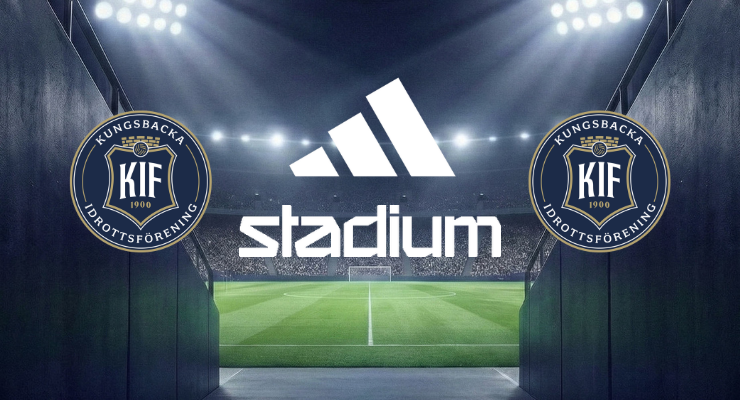 KUNGSBACKA
KIF
1900
IDROTTSFÖRENING
stadium
KUNGSBACKA
KIF
1900
IDROTTSFÖRENING